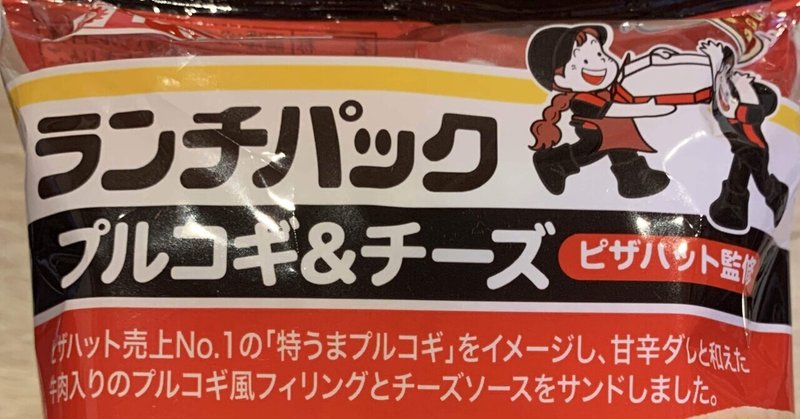 ランチパック
プルコギ&チーズ ピザハット監修
ピザハット売上No.1の「特うまプルコギ」をイメージし、甘辛ダレと和えた
牛肉入りのプルコギ風フィリングとチーズソースをサンドしました。